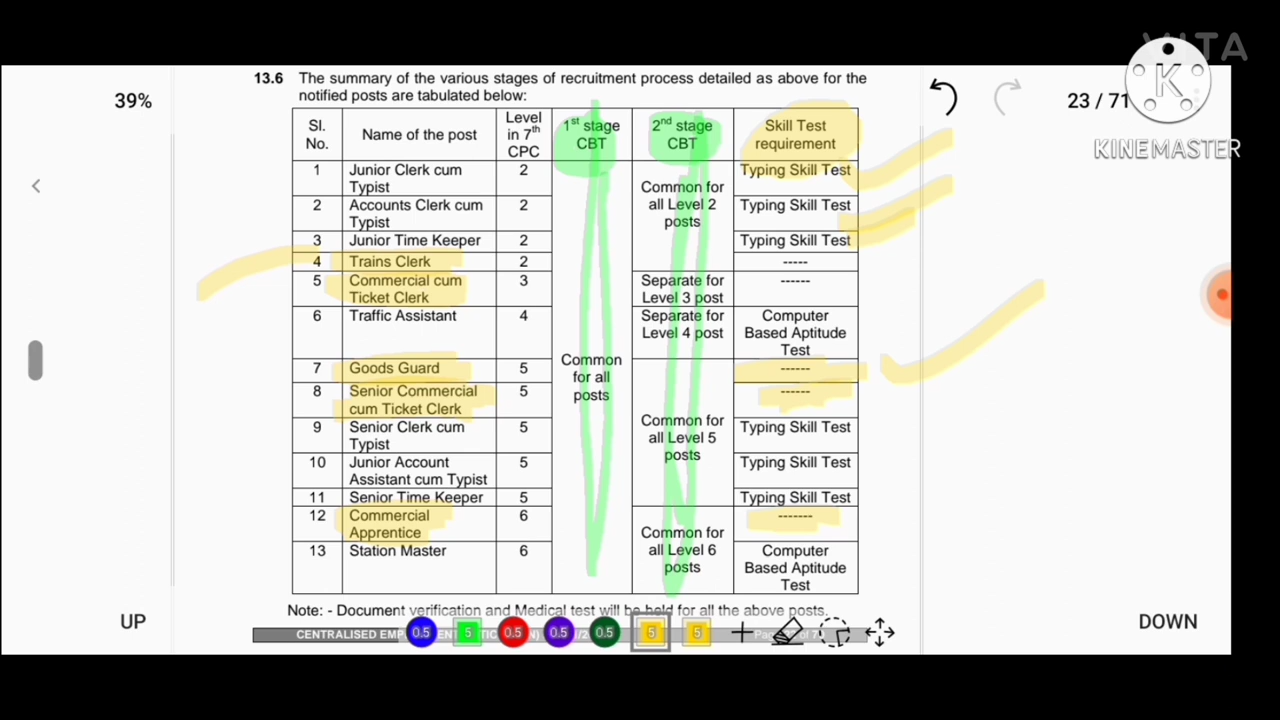 VITA
KINEMASTER
39%
23 / 71
13.6 The summary of the various stages of recruitment process detailed as above for the
notified posts are tabulated below:
Sl. No. Name of the post Level in 7th CPC 1st stage CBT 2nd stage CBT Skill Test requirement
1 Junior Clerk cum Typist 2 Typing Skill Test
Common for all Level 2 posts
2 Accounts Clerk cum Typist 2 Typing Skill Test
3 Junior Time Keeper 2 Typing Skill Test
4 Trains Clerk 2 -----
5 Commercial cum Ticket Clerk 3 Separate for Level 3 post ------
6 Traffic Assistant 4 Separate for Level 4 post Computer Based Aptitude Test
Common for all posts
7 Goods Guard 5 ------
8 Senior Commercial cum Ticket Clerk 5 ------
Common for all Level 5 posts
9 Senior Clerk cum Typist 5 Typing Skill Test
10 Junior Account Assistant cum Typist 5 Typing Skill Test
11 Senior Time Keeper 5 Typing Skill Test
12 Commercial Apprentice 6 -------
Common for all Level 6 posts
13 Station Master 6 Computer Based Aptitude Test
Note: - Document verification and Medical test will be held for all the above posts.
UP
DOWN
CENTRALISED EMP
0.5 5 0.5 0.5 0.5 5 5